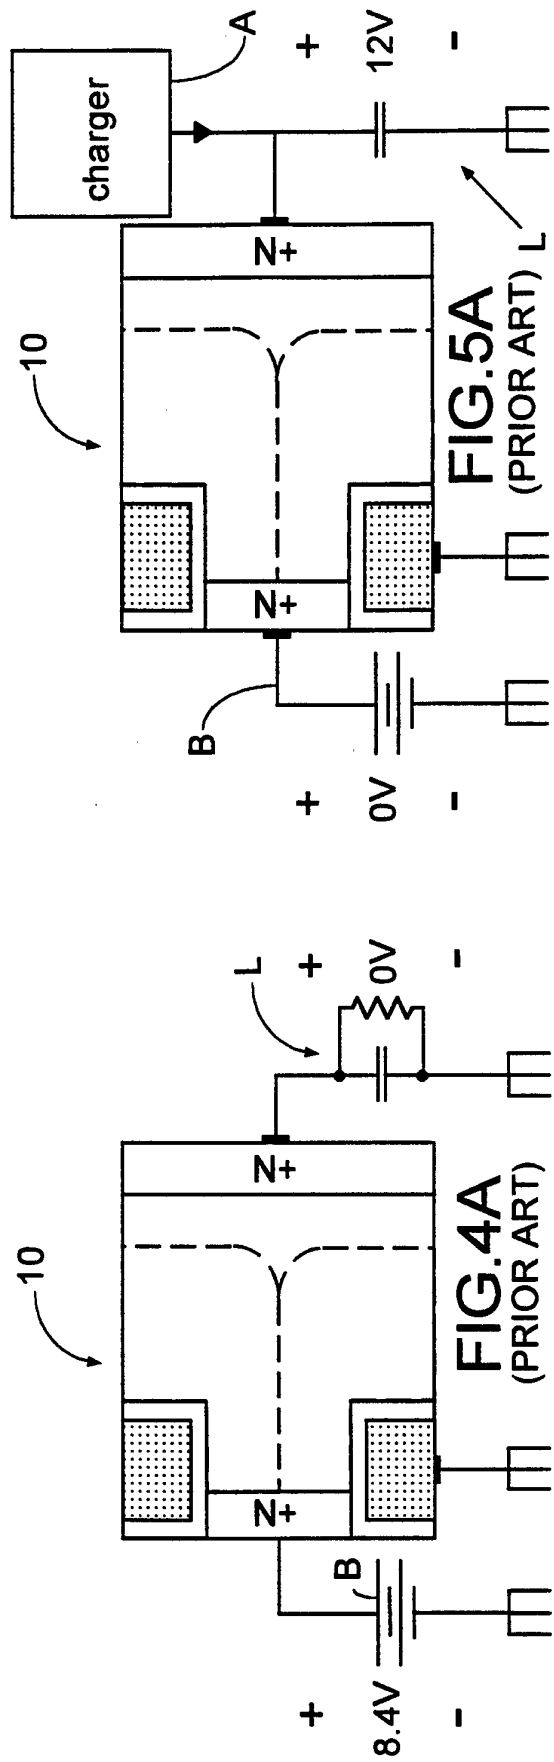 10
+
8.4V
-
B
N+
N+
L
+
0V
-
FIG.4A
(PRIOR ART)
10
B
+
0V
-
N+
N+
charger
A
+
12V
-
L
FIG.5A
(PRIOR ART)